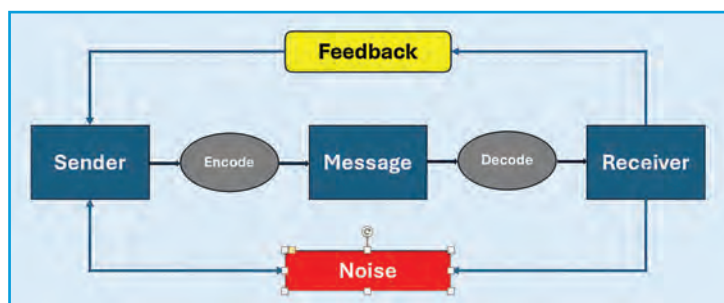 Feedback
Sender
Encode
Message
Decode
Receiver
Noise